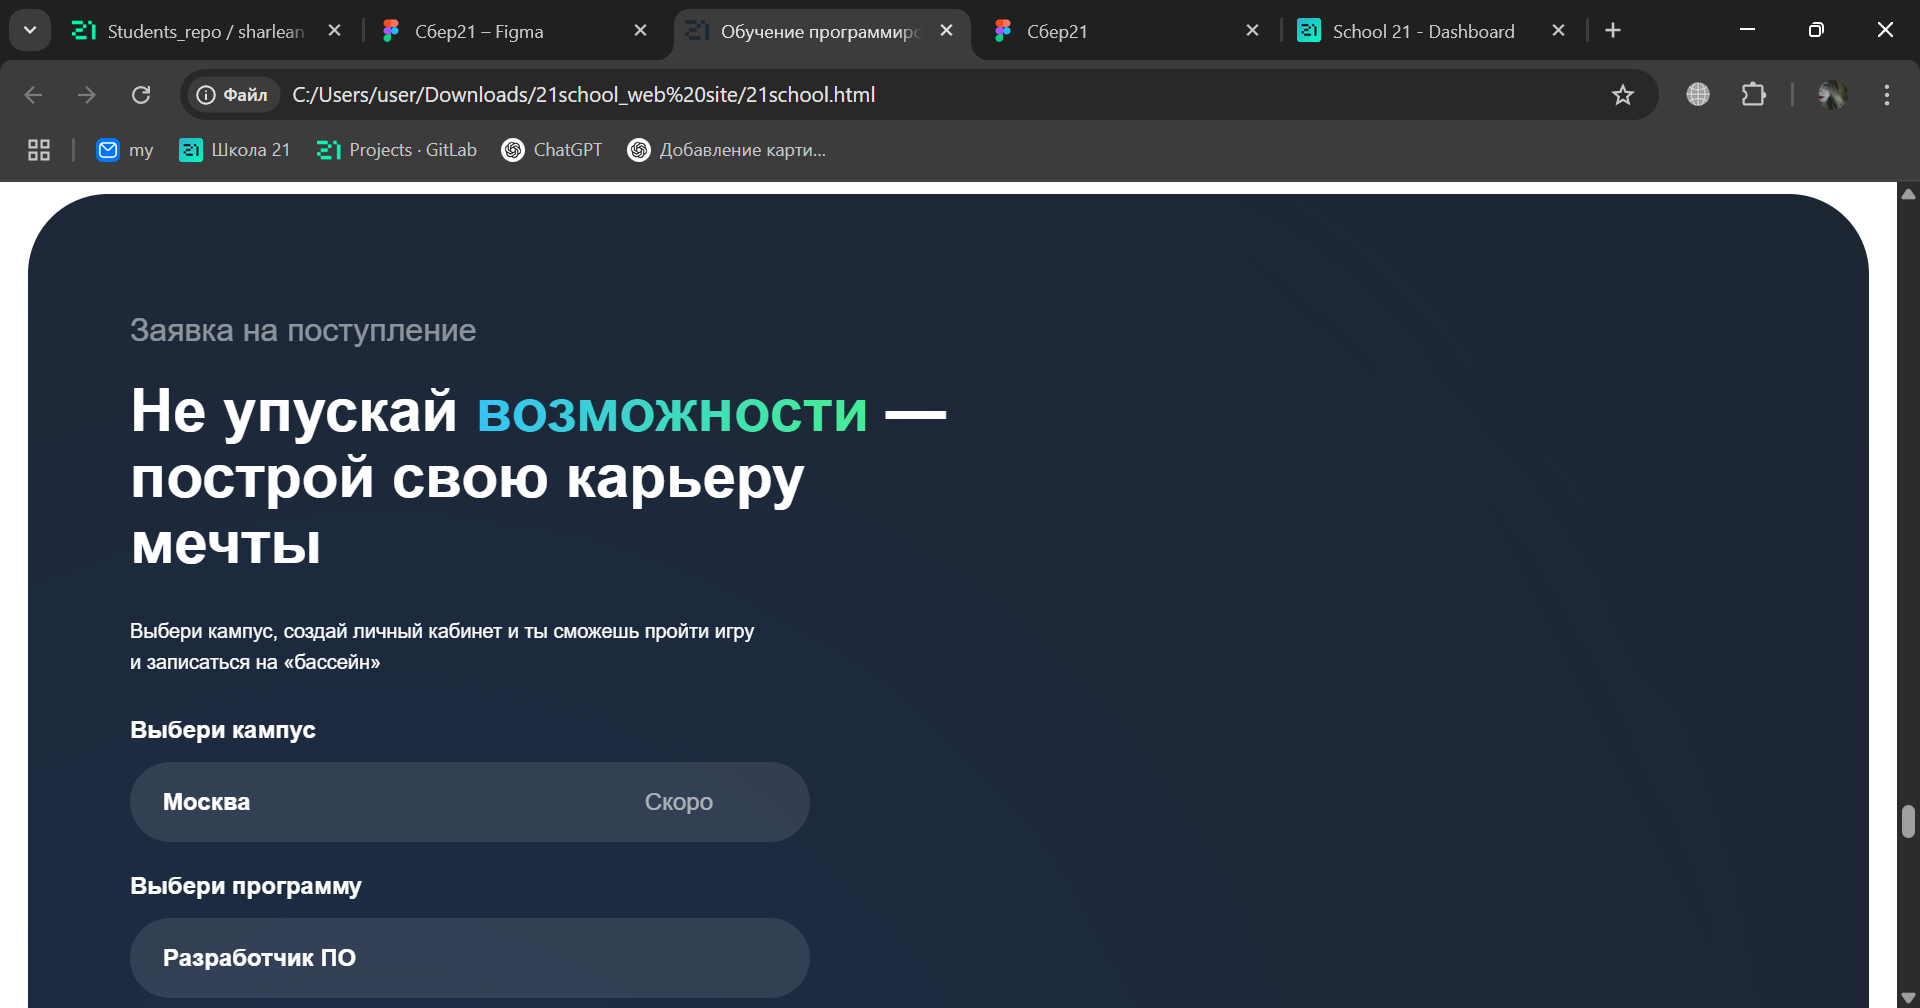 Students_repo / sharlean
Сбер21 – Figma
Обучение программирс
Сбер21
School 21 - Dashboard
Файл
C:/Users/user/Downloads/21school_web%20site/21school.html
my
Школа 21
Projects · GitLab
ChatGPT
Добавление карти...
Заявка на поступление
Не упускай возможности —
построй свою карьеру
мечты
Выбери кампус, создай личный кабинет и ты сможешь пройти игру
и записаться на «бассейн»
Выбери кампус
Москва Скоро
Выбери программу
Разработчик ПО